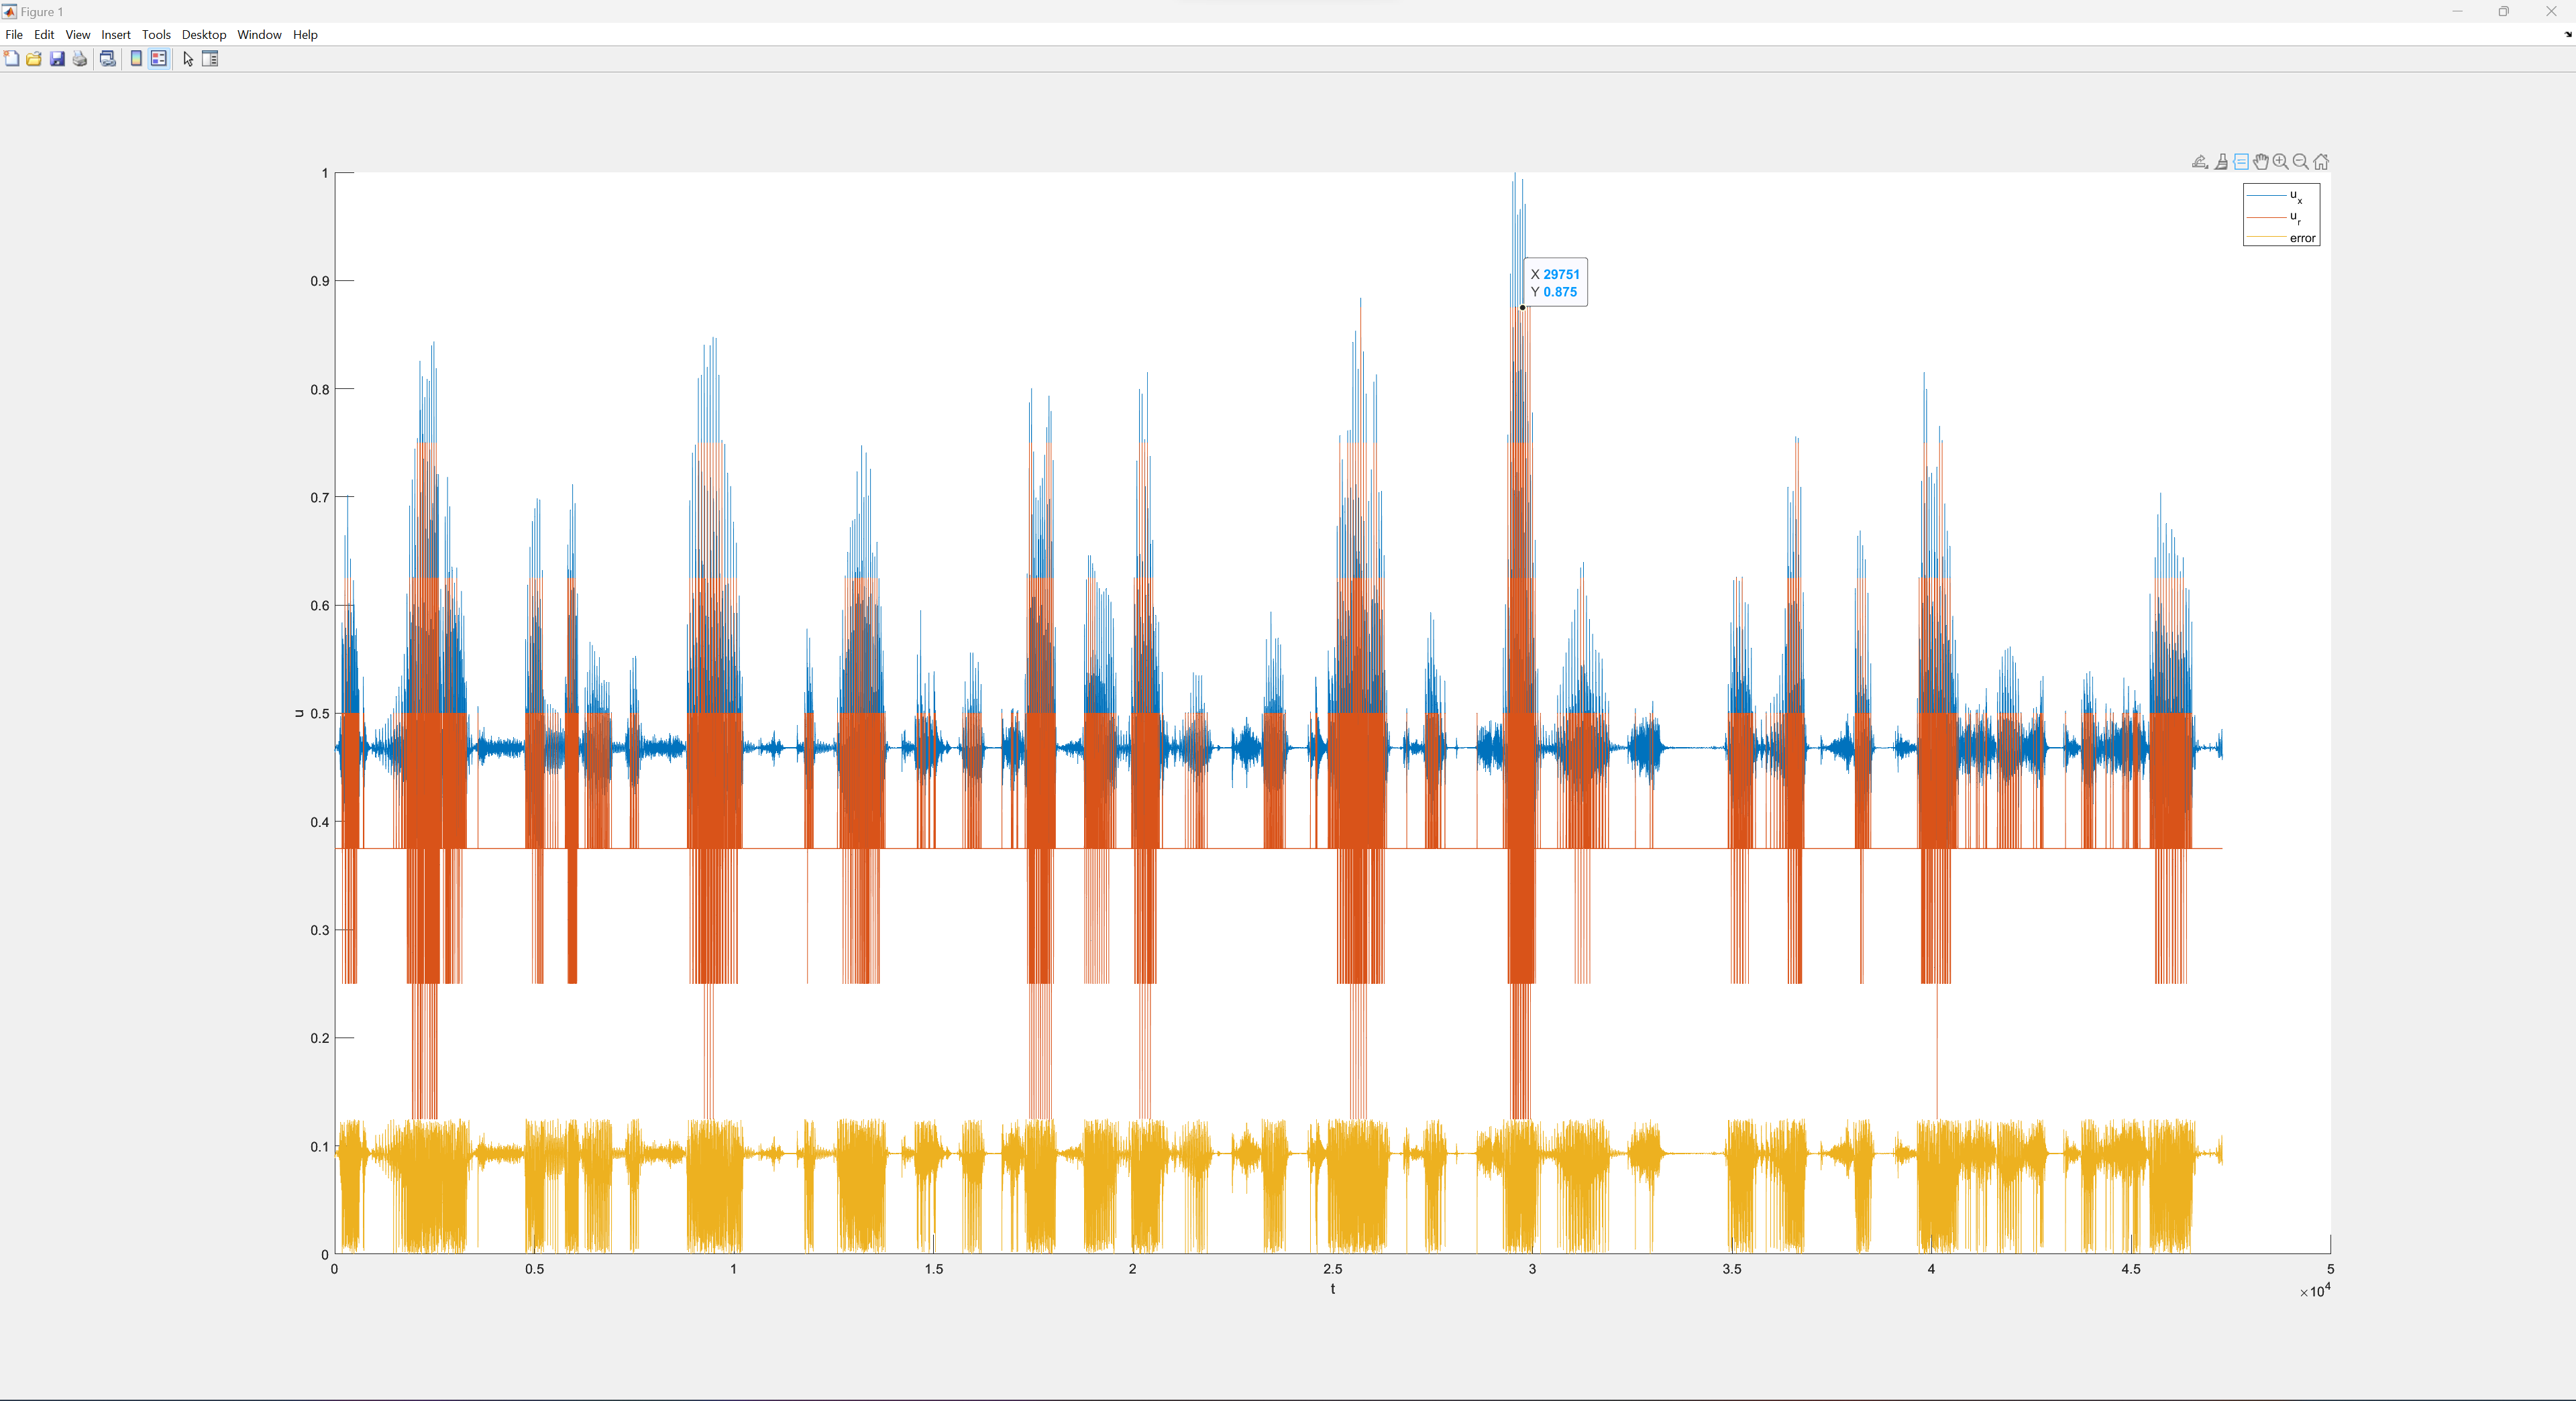 Figure 1
File Edit View Insert Tools Desktop Window Help
1
0.9
0.8
0.7
0.6
0.5
0.4
0.3
0.2
0.1
0
u
u_x
u_r
error
X 29751
Y 0.875
0 0.5 1 1.5 2 2.5 3 3.5 4 4.5 5
t
×10^4